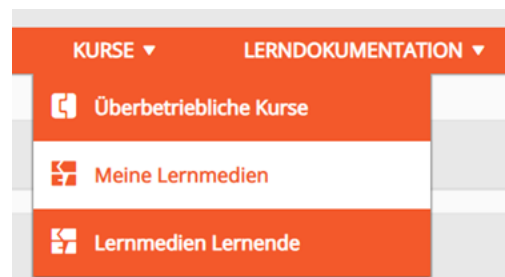 KURSE ▼ LERNDOKUMENTATION ▼
Überbetriebliche Kurse
Meine Lernmedien
Lernmedien Lernende